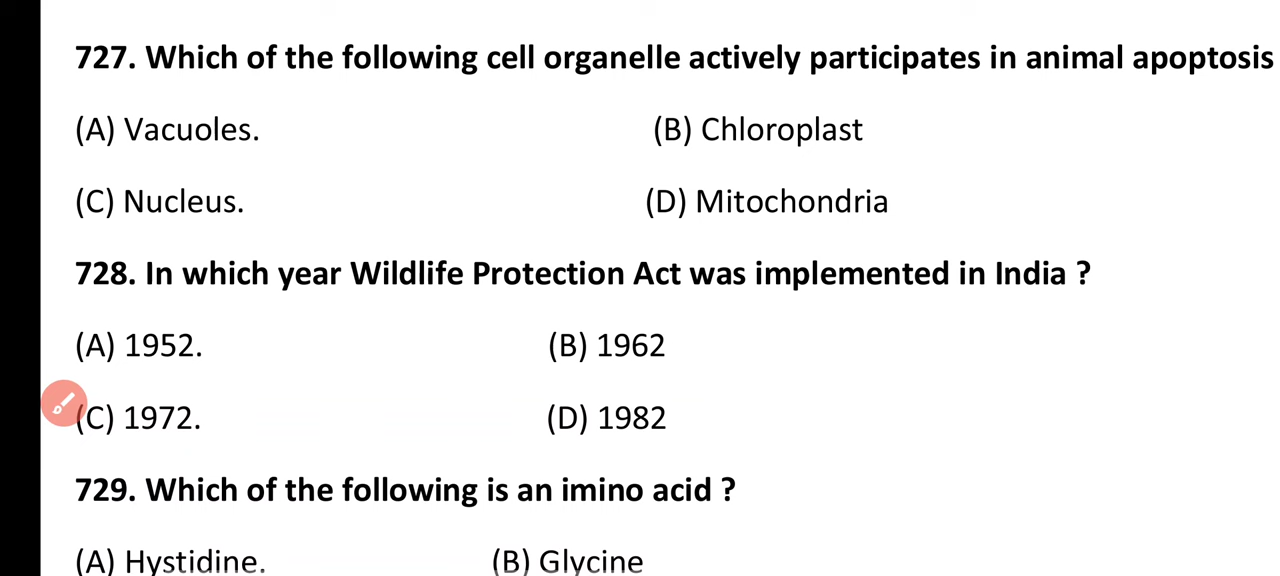 727. Which of the following cell organelle actively participates in animal apoptosis
(A) Vacuoles. (B) Chloroplast
(C) Nucleus. (D) Mitochondria
728. In which year Wildlife Protection Act was implemented in India ?
(A) 1952. (B) 1962
(C) 1972. (D) 1982
729. Which of the following is an imino acid ?
(A) Hystidine. (B) Glycine